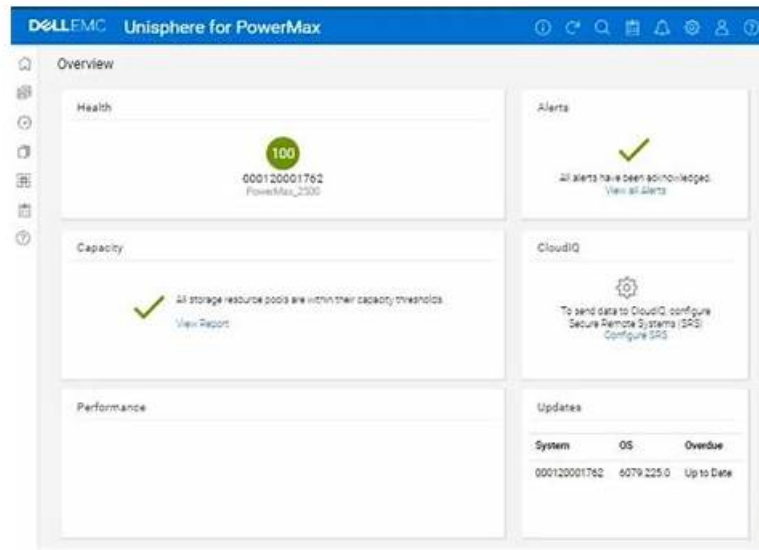 DELLEMC Unisphere for PowerMax
Overview
Health
100
000120001762
PowerMax_2500
Alerts
All alerts have been acknowledged.
View all Alerts
Capacity
All storage resource pools are within their capacity thresholds.
View Report
CloudIQ
To send data to CloudIQ, configure
Secure Remote Systems (SRS)
Configure SRS
Performance
Updates
System OS Overdue
000120001762 6079.225.0 Up to Date